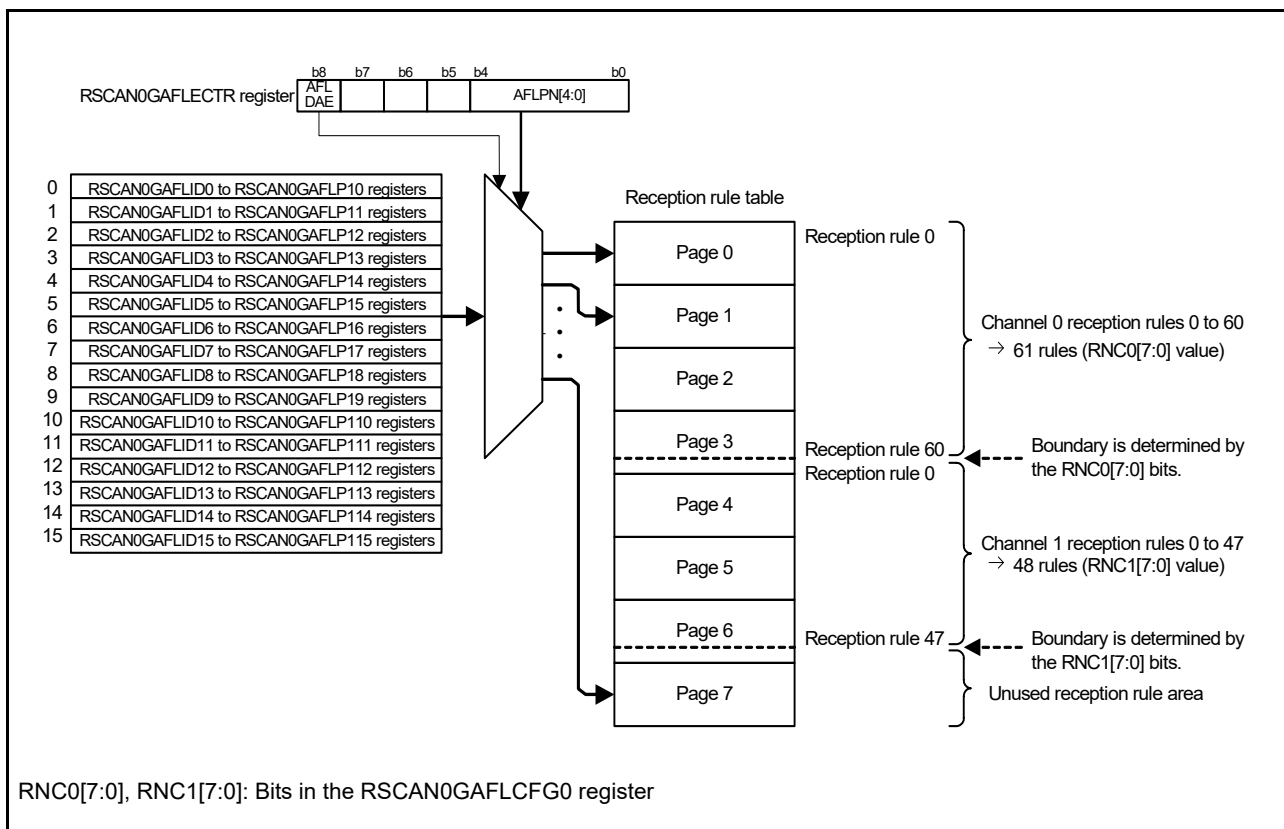 b8 b7 b6 b5 b4 b0
RSCAN0GAFLECTR register
AFL
DAE
AFLPN[4:0]
0 RSCAN0GAFLID0 to RSCAN0GAFLP10 registers
1 RSCAN0GAFLID1 to RSCAN0GAFLP11 registers
2 RSCAN0GAFLID2 to RSCAN0GAFLP12 registers
3 RSCAN0GAFLID3 to RSCAN0GAFLP13 registers
4 RSCAN0GAFLID4 to RSCAN0GAFLP14 registers
5 RSCAN0GAFLID5 to RSCAN0GAFLP15 registers
6 RSCAN0GAFLID6 to RSCAN0GAFLP16 registers
7 RSCAN0GAFLID7 to RSCAN0GAFLP17 registers
8 RSCAN0GAFLID8 to RSCAN0GAFLP18 registers
9 RSCAN0GAFLID9 to RSCAN0GAFLP19 registers
10 RSCAN0GAFLID10 to RSCAN0GAFLP110 registers
11 RSCAN0GAFLID11 to RSCAN0GAFLP111 registers
12 RSCAN0GAFLID12 to RSCAN0GAFLP112 registers
13 RSCAN0GAFLID13 to RSCAN0GAFLP113 registers
14 RSCAN0GAFLID14 to RSCAN0GAFLP114 registers
15 RSCAN0GAFLID15 to RSCAN0GAFLP115 registers
Reception rule table
Page 0
Page 1
Page 2
Page 3
Page 4
Page 5
Page 6
Page 7
Reception rule 0
Reception rule 60
Reception rule 0
Reception rule 47
Channel 0 reception rules 0 to 60
→ 61 rules (RNC0[7:0] value)
Boundary is determined by
the RNC0[7:0] bits.
Channel 1 reception rules 0 to 47
→ 48 rules (RNC1[7:0] value)
Boundary is determined by
the RNC1[7:0] bits.
Unused reception rule area
RNC0[7:0], RNC1[7:0]: Bits in the RSCAN0GAFLCFG0 register